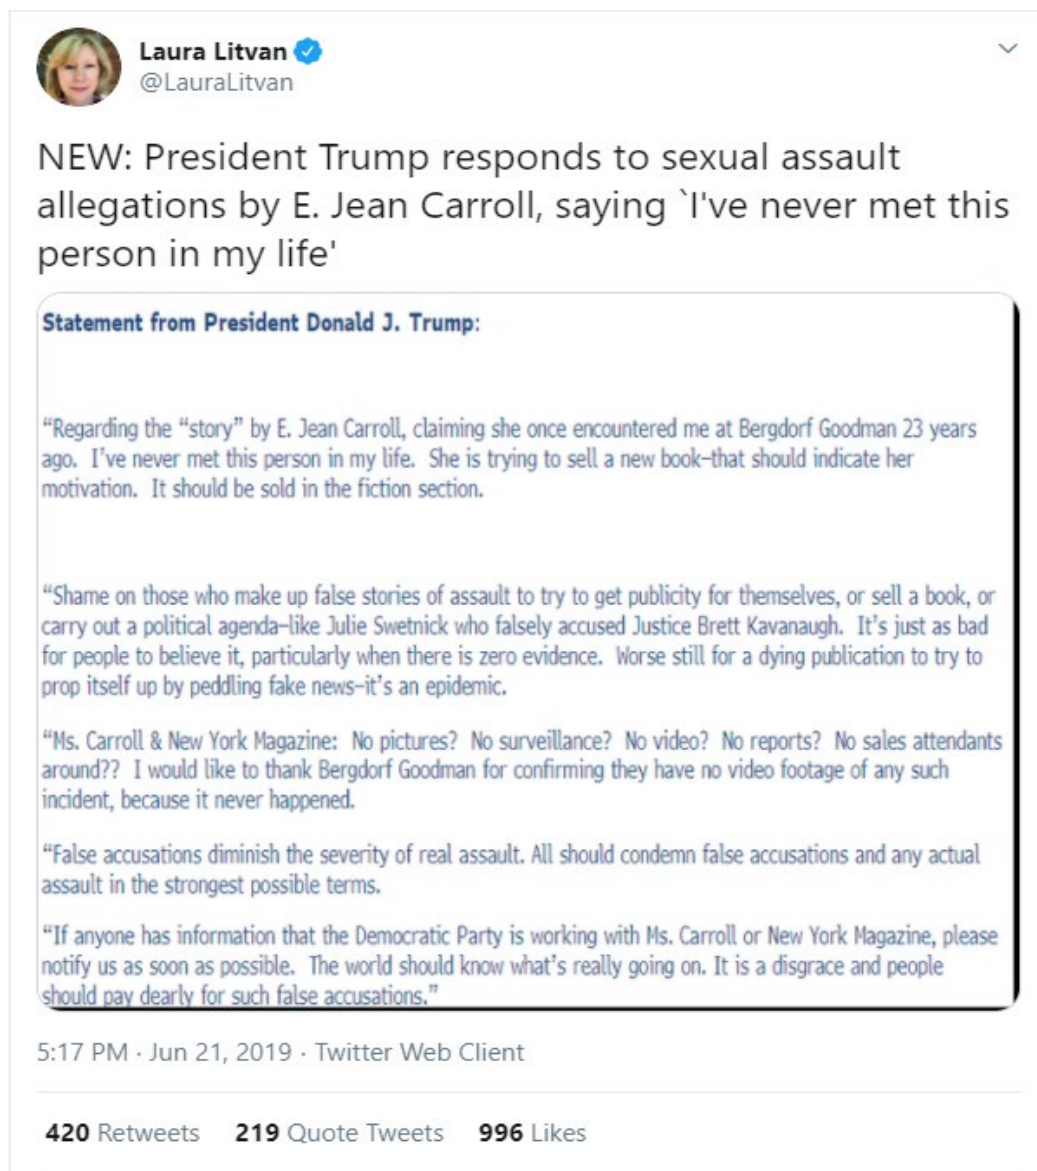 Laura Litvan
@LauraLitvan
NEW: President Trump responds to sexual assault
allegations by E. Jean Carroll, saying `I've never met this
person in my life'
Statement from President Donald J. Trump:
“Regarding the “story” by E. Jean Carroll, claiming she once encountered me at Bergdorf Goodman 23 years
ago.  I’ve never met this person in my life.  She is trying to sell a new book–that should indicate her
motivation.  It should be sold in the fiction section.
“Shame on those who make up false stories of assault to try to get publicity for themselves, or sell a book, or
carry out a political agenda–like Julie Swetnick who falsely accused Justice Brett Kavanaugh.  It’s just as bad
for people to believe it, particularly when there is zero evidence.  Worse still for a dying publication to try to
prop itself up by peddling fake news–it’s an epidemic.
“Ms. Carroll & New York Magazine:  No pictures?  No surveillance?  No video?  No reports?  No sales attendants
around??  I would like to thank Bergdorf Goodman for confirming they have no video footage of any such
incident, because it never happened.
“False accusations diminish the severity of real assault. All should condemn false accusations and any actual
assault in the strongest possible terms.
“If anyone has information that the Democratic Party is working with Ms. Carroll or New York Magazine, please
notify us as soon as possible.  The world should know what’s really going on. It is a disgrace and people
should pay dearly for such false accusations.”
5:17 PM · Jun 21, 2019 · Twitter Web Client
420 Retweets 219 Quote Tweets 996 Likes